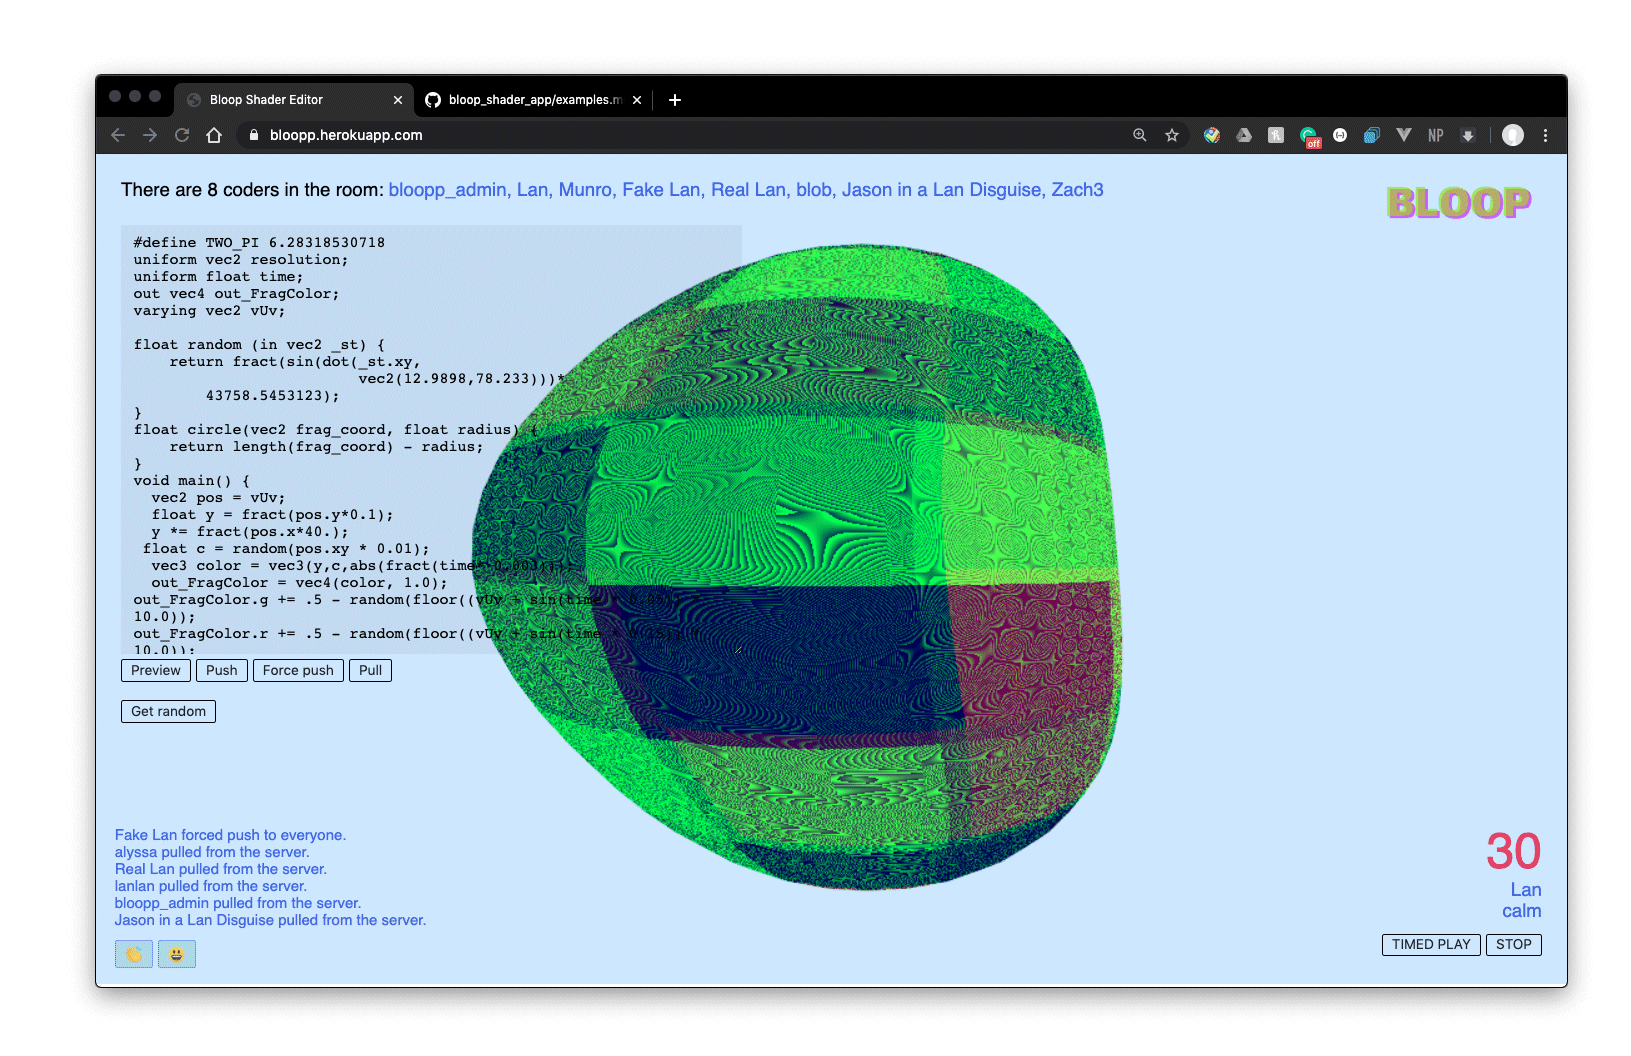 Bloop Shader Editor
bloop_shader_app/examples.m
bloopp.herokuapp.com
off
NP
There are 8 coders in the room: bloopp_admin, Lan, Munro, Fake Lan, Real Lan, blob, Jason in a Lan Disguise, Zach3
BLOOP
#define TWO_PI 6.28318530718
uniform vec2 resolution;
uniform float time;
out vec4 out_FragColor;
varying vec2 vUv;
float random (in vec2 _st) {
return fract(sin(dot(_st.xy,
vec2(12.9898,78.233)))*
43758.5453123);
}
float circle(vec2 frag_coord, float radius) {
return length(frag_coord) - radius;
}
void main() {
vec2 pos = vUv;
float y = fract(pos.y*0.1);
y *= fract(pos.x*40.);
float c = random(pos.xy * 0.01);
vec3 color = vec3(y,c,abs(fract(time*
out_FragColor = vec4(color, 1.0);
out_FragColor.g += .5 - random(floor((vUv + sin(time *
10.0));
out_FragColor.r += .5 - random(floor((vUv + sin(time *
10.0));
Preview Push Force push Pull
Get random
Fake Lan forced push to everyone.
alyssa pulled from the server.
Real Lan pulled from the server.
lanlan pulled from the server.
bloopp_admin pulled from the server.
Jason in a Lan Disguise pulled from the server.
30
Lan
calm
TIMED PLAY STOP